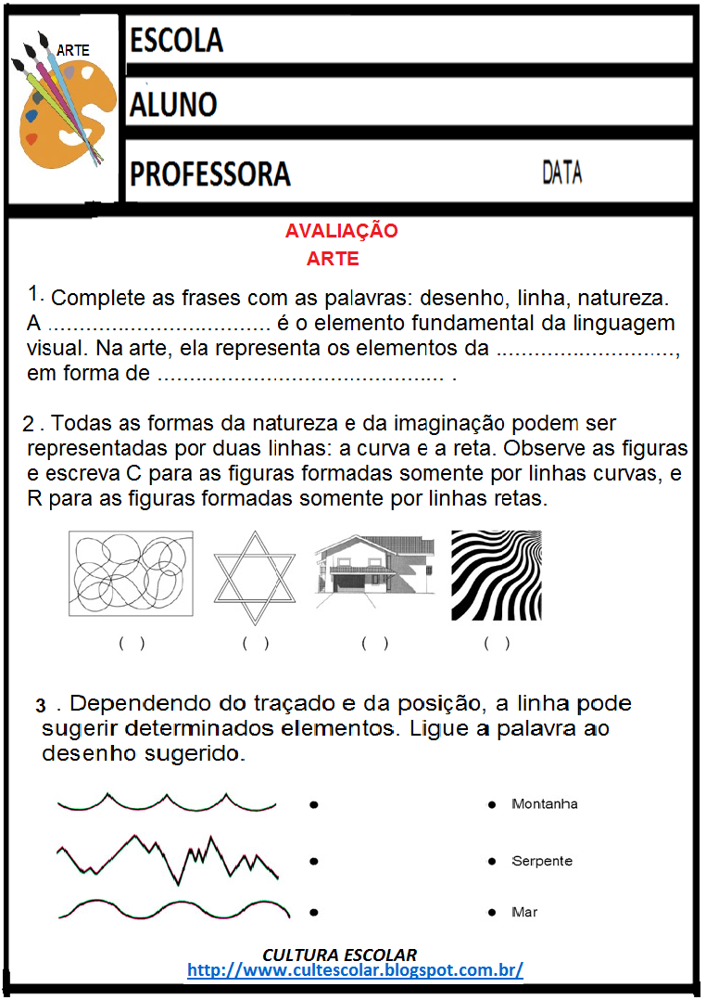 ARTE
ESCOLA
ALUNO
PROFESSORA DATA
AVALIAÇÃO
ARTE
1. Complete as frases com as palavras: desenho, linha, natureza.
A ................................... é o elemento fundamental da linguagem
visual. Na arte, ela representa os elementos da ............................,
em forma de ............................................. .
2 . Todas as formas da natureza e da imaginação podem ser
representadas por duas linhas: a curva e a reta. Observe as figuras
e escreva C para as figuras formadas somente por linhas curvas, e
R para as figuras formadas somente por linhas retas.
( ) ( ) ( ) ( )
3 . Dependendo do traçado e da posição, a linha pode
sugerir determinados elementos. Ligue a palavra ao
desenho sugerido.
• • Montanha
• • Serpente
• • Mar
CULTURA ESCOLAR
http://www.cultescolar.blogspot.com.br/